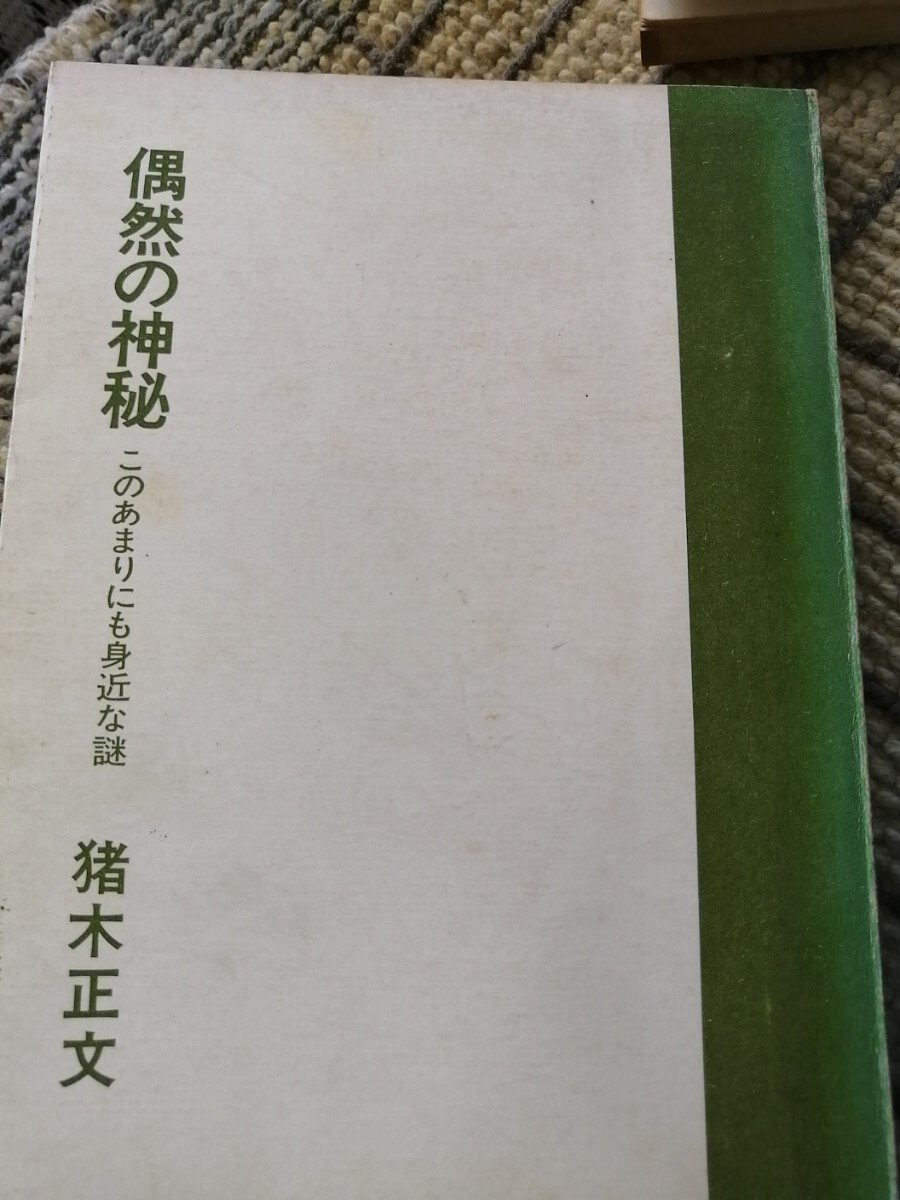 偶然の神秘
このあまりにも身近な謎
猪木正文